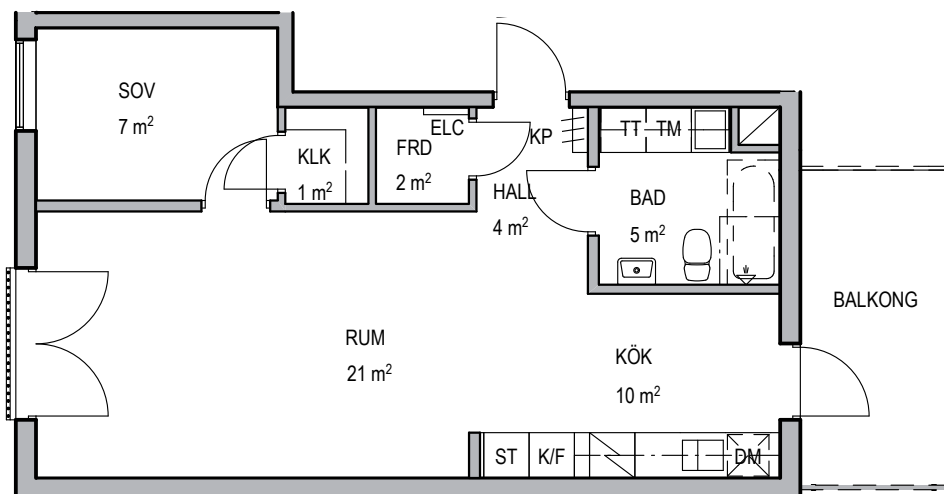 SOV
7 m²
KLK
1 m²
ELC
FRD
2 m²
KP
HALL
4 m²
TT TM
BAD
5 m²
BALKONG
RUM
21 m²
KÖK
10 m²
ST K/F DM